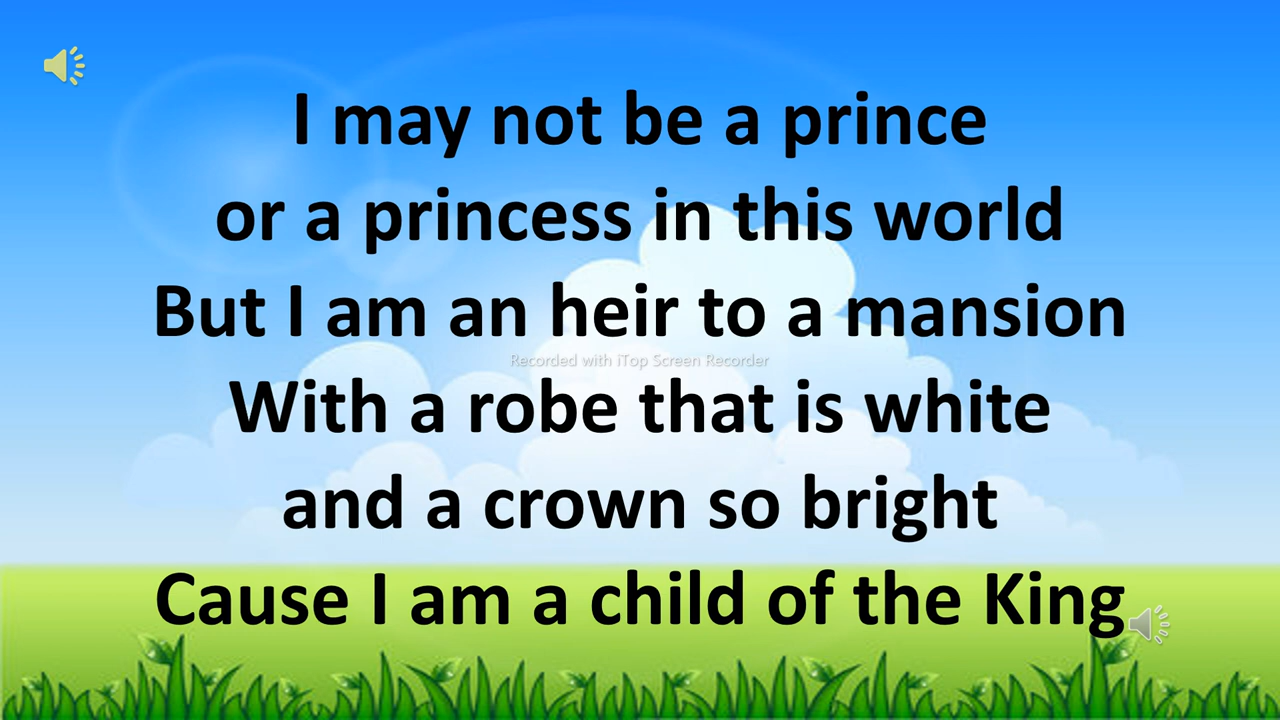 I may not be a prince
or a princess in this world
But I am an heir to a mansion
Recorded with iTop Screen Recorder
With a robe that is white
and a crown so bright
Cause I am a child of the King